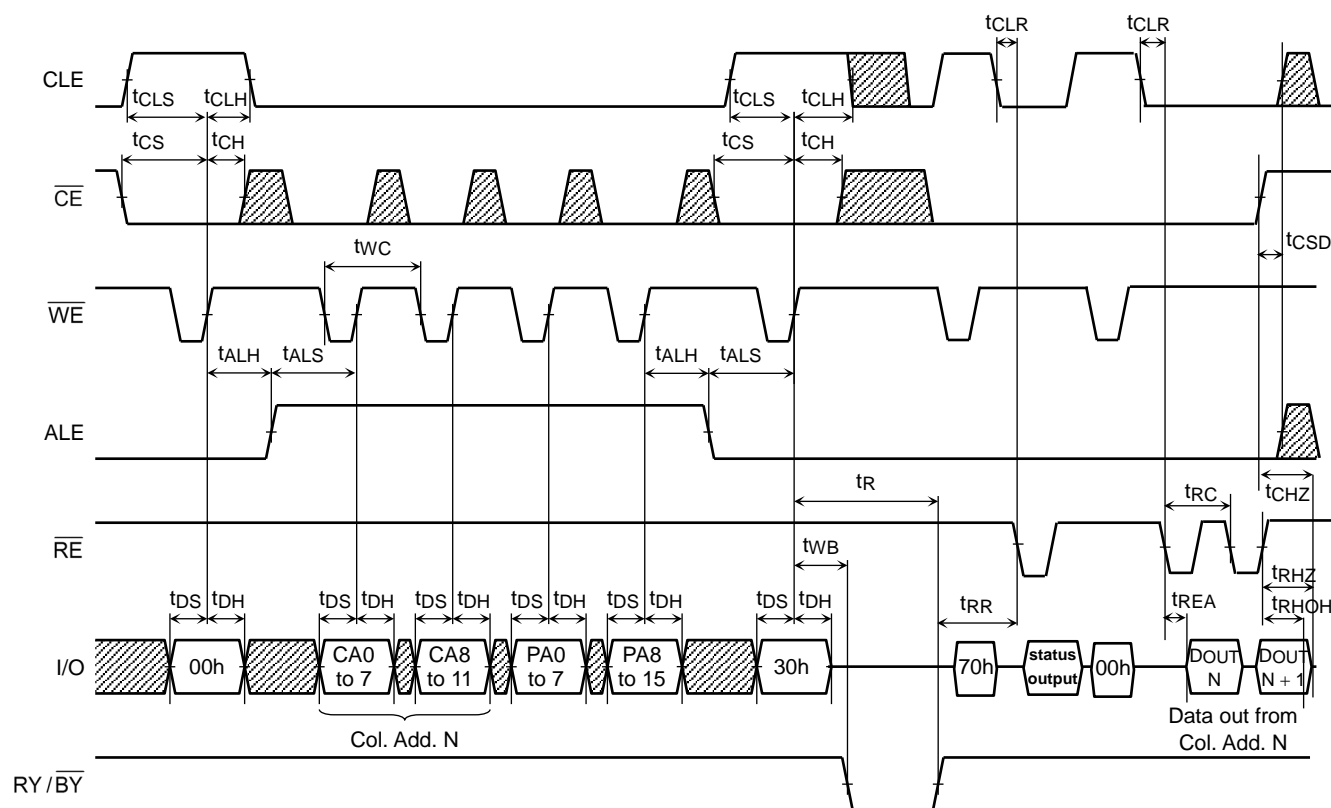 tCLR tCLR
CLE
tCLS tCLH tCLS tCLH
tCS tCH tCS tCH
CE
tCSD
tWC
WE
tALH tALS tALH tALS
ALE
tR tRC tCHZ
RE
tWB
tRHZ
tDS tDH tDS tDH tDS tDH tDS tDH tDS tDH tDS tDH tRR tREA tRHOH
I/O 00h CA0 to 7 CA8 to 11 PA0 to 7 PA8 to 15 30h 70h status output 00h DOUT N DOUT N + 1
Col. Add. N
Data out from
Col. Add. N
RY / BY